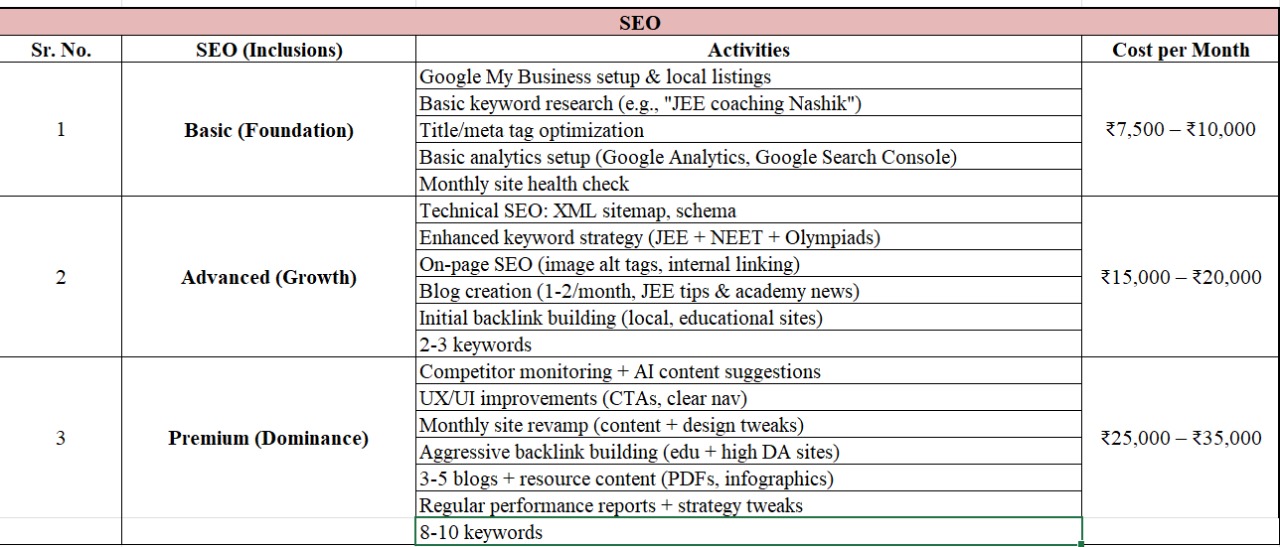 SEO
Sr. No. SEO (Inclusions) Activities Cost per Month
Google My Business setup & local listings
Basic keyword research (e.g., "JEE coaching Nashik")
1 Basic (Foundation) Title/meta tag optimization ₹7,500 – ₹10,000
Basic analytics setup (Google Analytics, Google Search Console)
Monthly site health check
Technical SEO: XML sitemap, schema
Enhanced keyword strategy (JEE + NEET + Olympiads)
On-page SEO (image alt tags, internal linking)
2 Advanced (Growth) ₹15,000 – ₹20,000
Blog creation (1-2/month, JEE tips & academy news)
Initial backlink building (local, educational sites)
2-3 keywords
Competitor monitoring + AI content suggestions
UX/UI improvements (CTAs, clear nav)
Monthly site revamp (content + design tweaks)
3 Premium (Dominance) ₹25,000 – ₹35,000
Aggressive backlink building (edu + high DA sites)
3-5 blogs + resource content (PDFs, infographics)
Regular performance reports + strategy tweaks
8-10 keywords